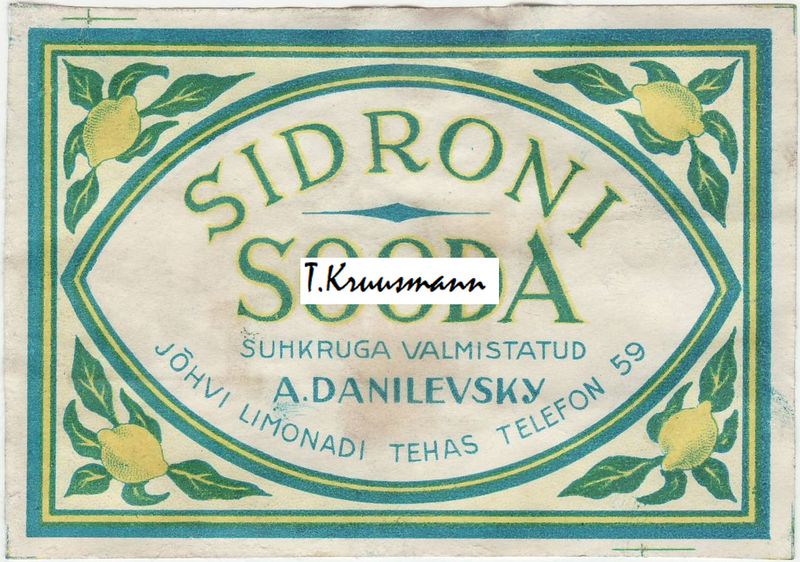 SIDRONI
SOODA
T.Kruusmann
SUHKRUGA VALMISTATUD
A. DANILEVSKY
JÕHVI LIMONADI TEHAS TELEFON 59